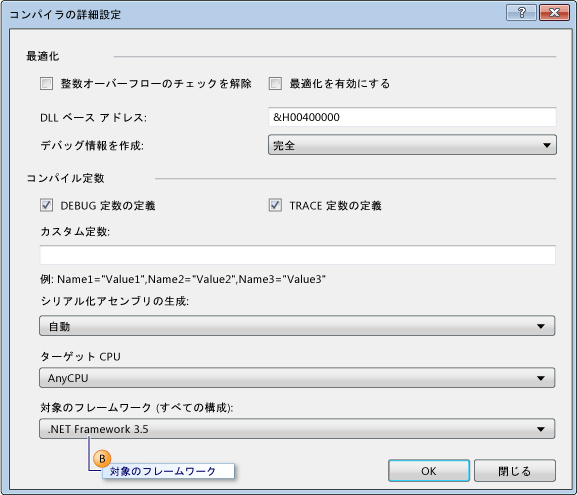 コンパイラの詳細設定
最適化
整数オーバーフローのチェックを解除
最適化を有効にする
DLL ベース アドレス:
&H00400000
デバッグ情報を作成:
完全
コンパイル定数
DEBUG 定数の定義
TRACE 定数の定義
カスタム定数:
例: Name1="Value1",Name2="Value2",Name3="Value3"
シリアル化アセンブリの生成:
自動
ターゲット CPU
AnyCPU
対象のフレームワーク (すべての構成):
.NET Framework 3.5
B
対象のフレームワーク
OK
閉じる